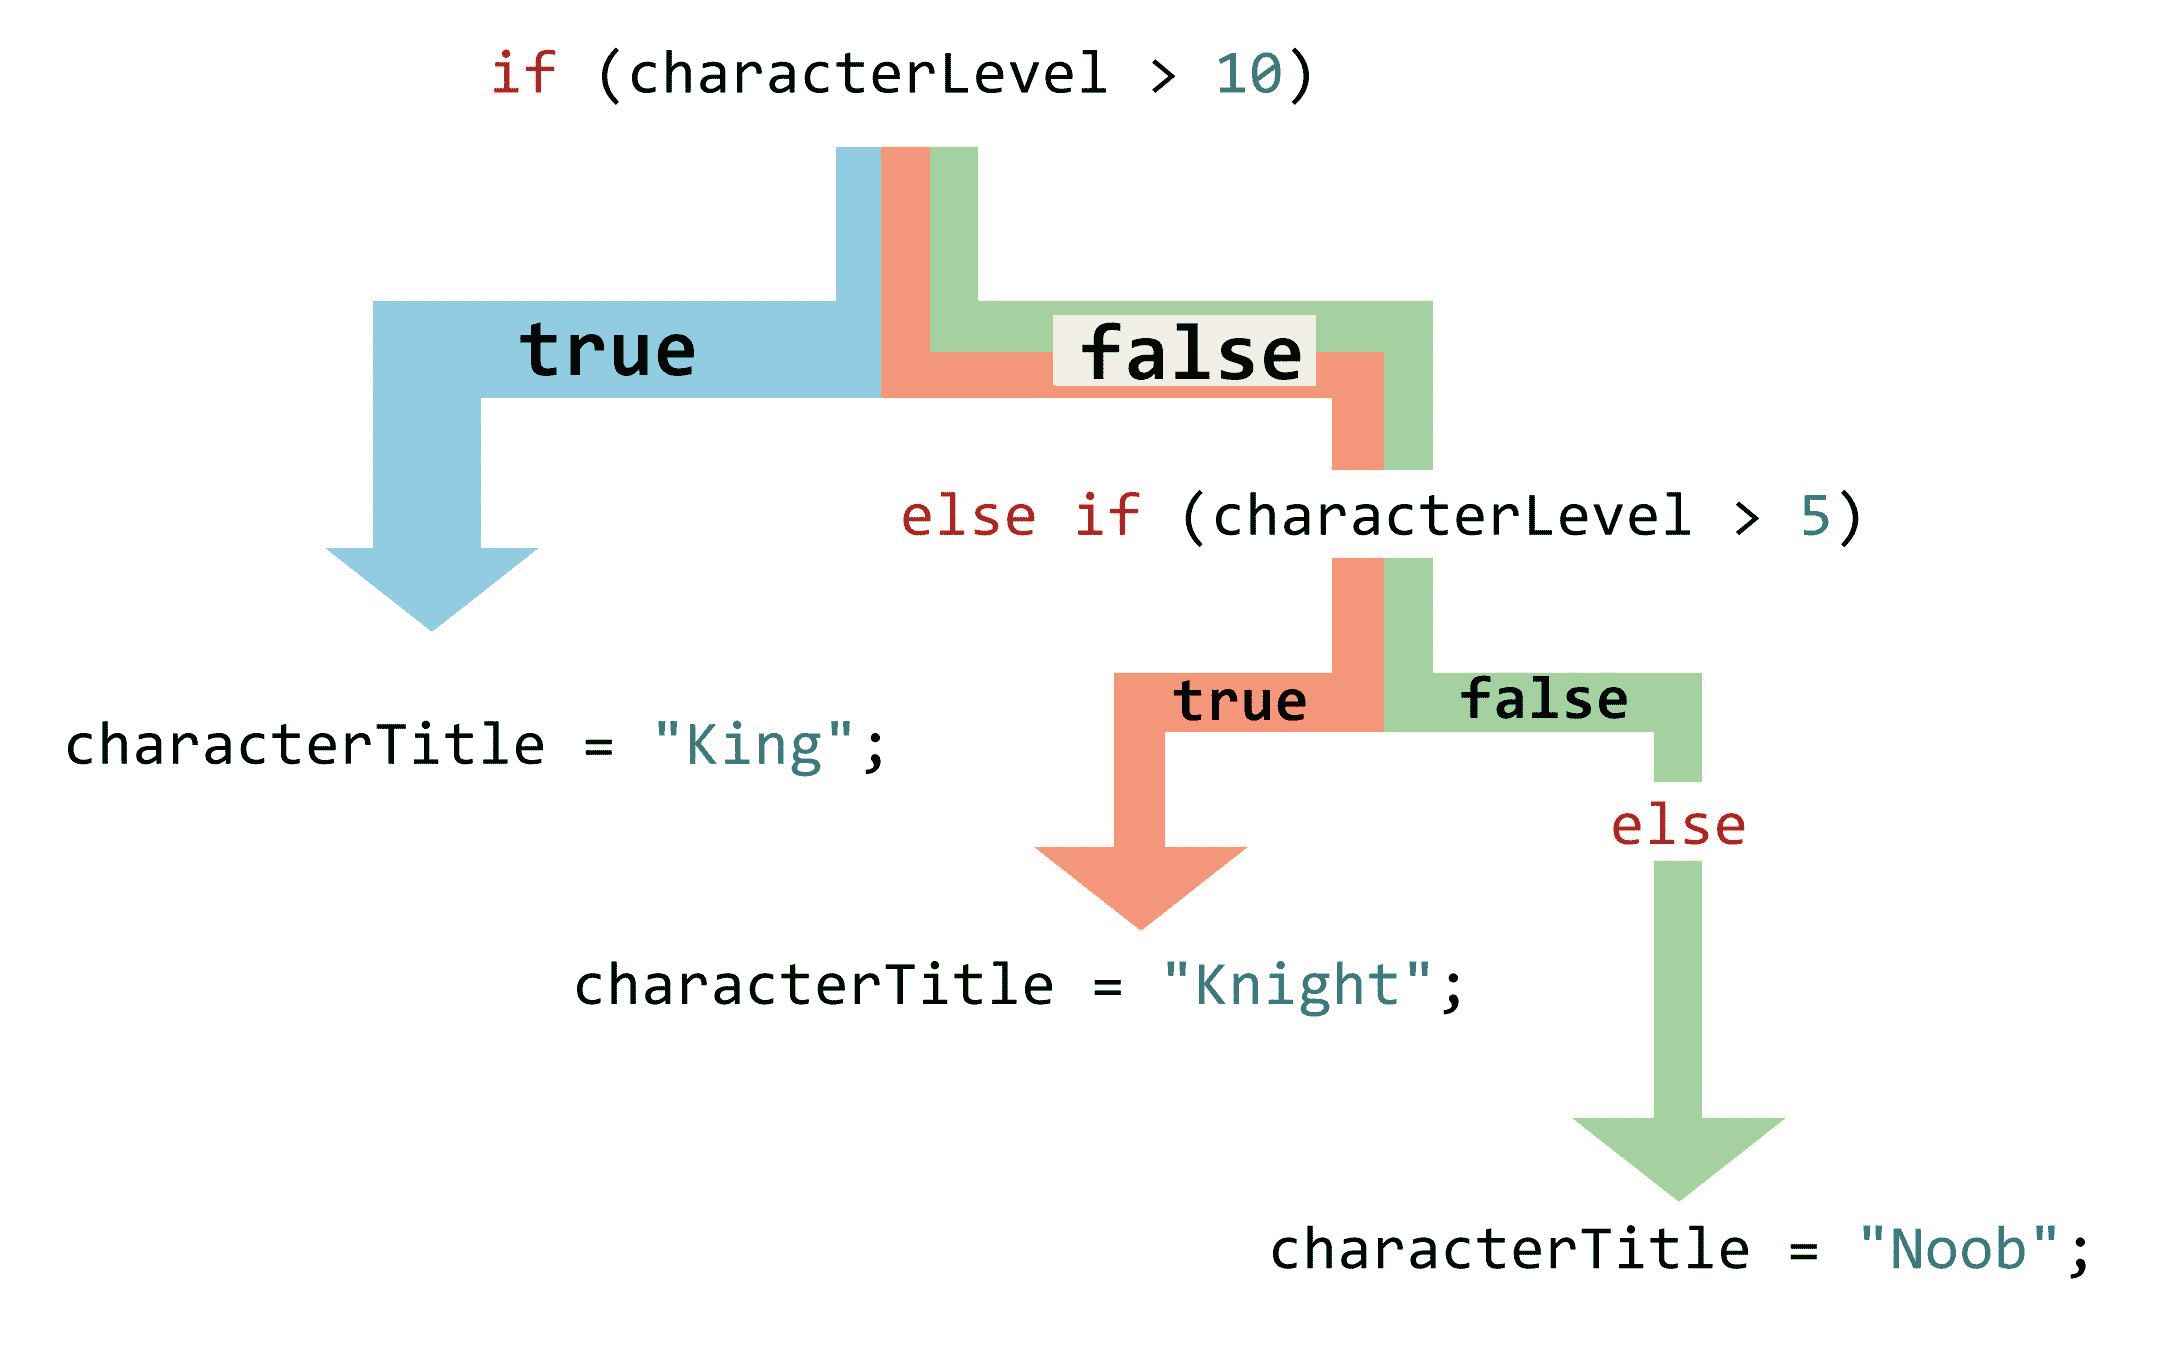 if (characterLevel > 10)
true
false
else if (characterLevel > 5)
true
false
characterTitle = "King";
else
characterTitle = "Knight";
characterTitle = "Noob";